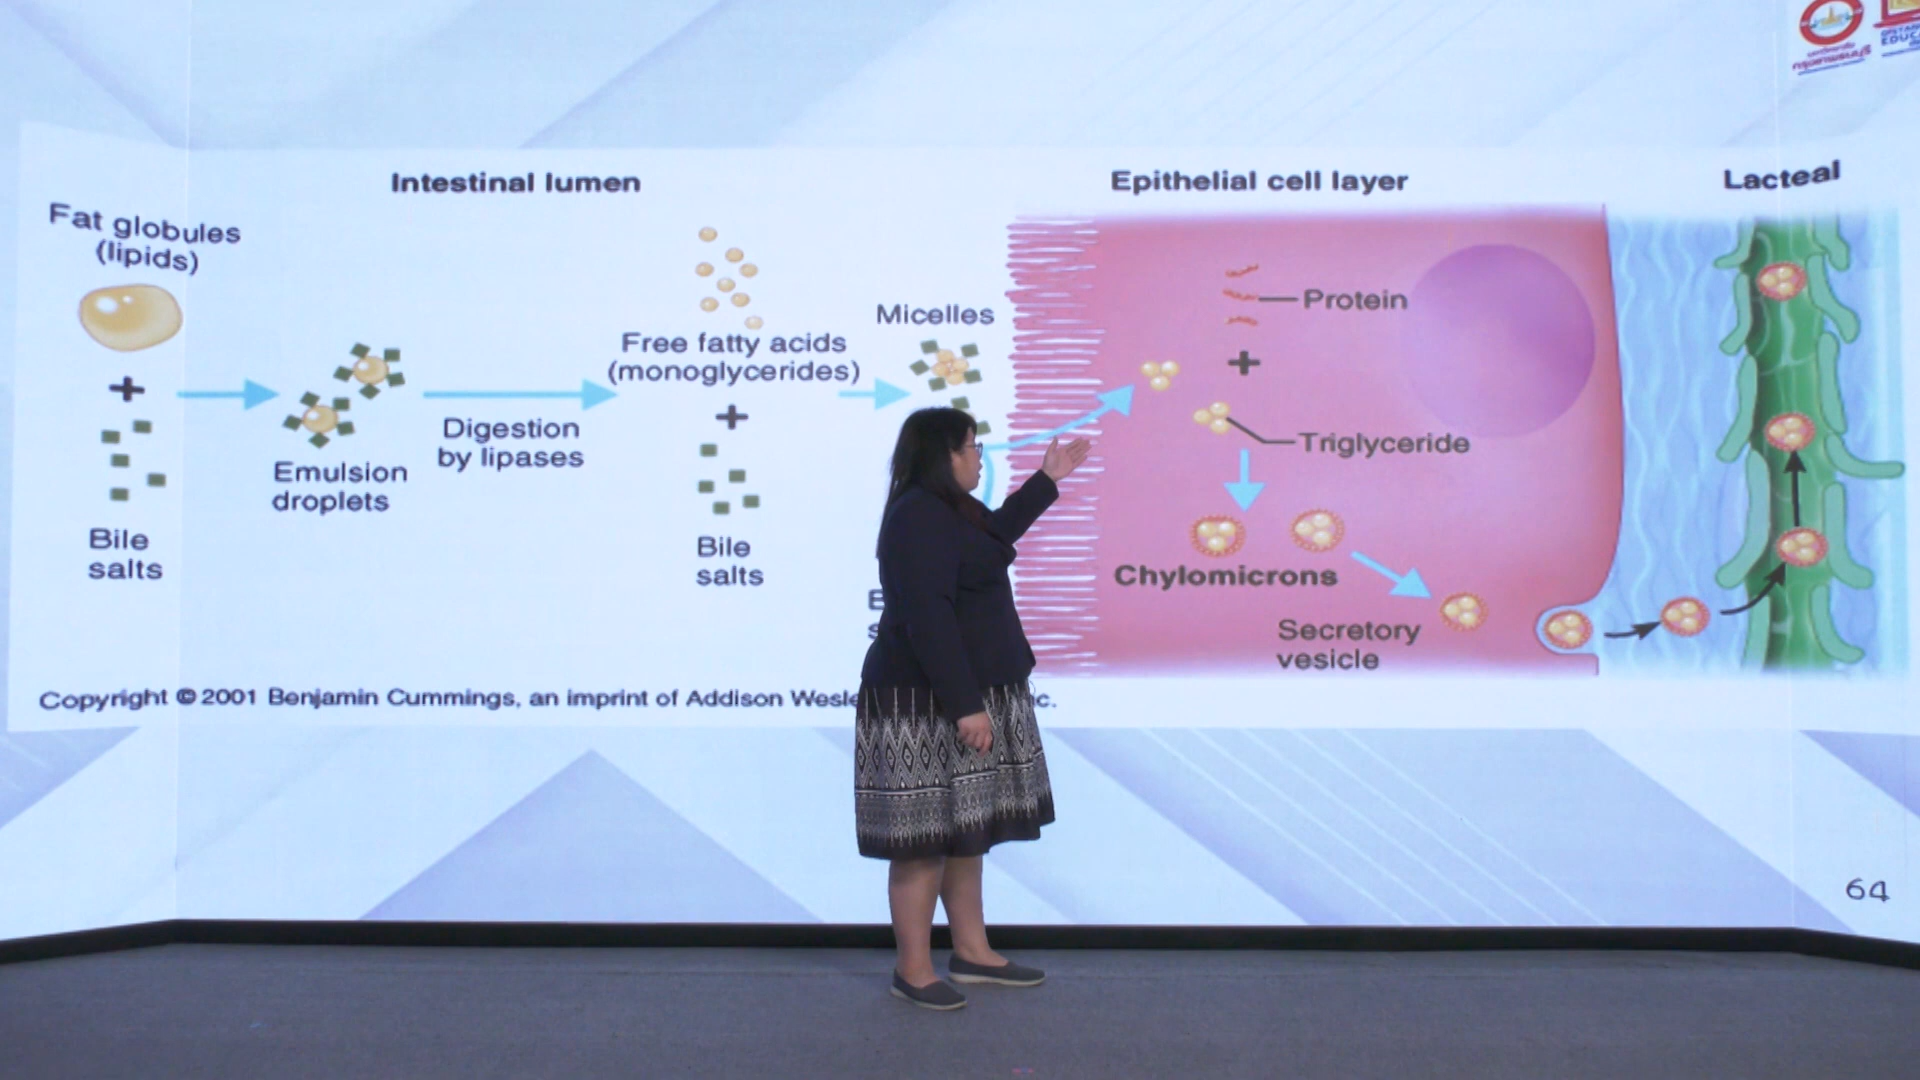 Intestinal lumen
Epithelial cell layer
Lacteal
Fat globules
(lipids)
Bile
salts
Emulsion
droplets
Digestion
by lipases
Free fatty acids
(monoglycerides)
Bile
salts
Micelles
Protein
Triglyceride
Chylomicrons
Secretory
vesicle
Copyright © 2001 Benjamin Cummings, an imprint of Addison
64